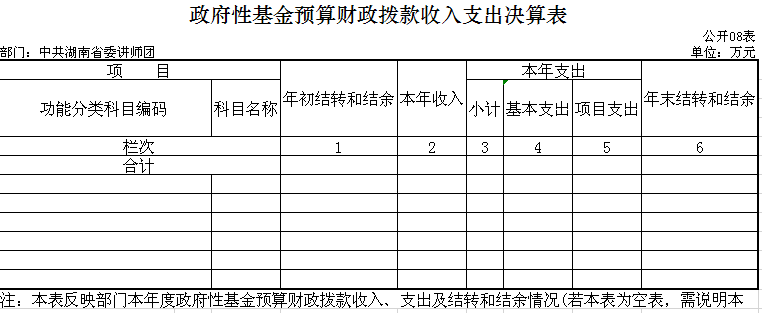 政府性基金预算财政拨款收入支出决算表
公开08表
部门：中共湖南省委讲师团 单位：万元
项 目 年初结转和结余 本年收入 本年支出 年末结转和结余
功能分类科目编码 科目名称 小计 基本支出 项目支出
栏次 1 2 3 4 5 6
合计
注：本表反映部门本年度政府性基金预算财政拨款收入、支出及结转和结余情况(若本表为空表，需说明本